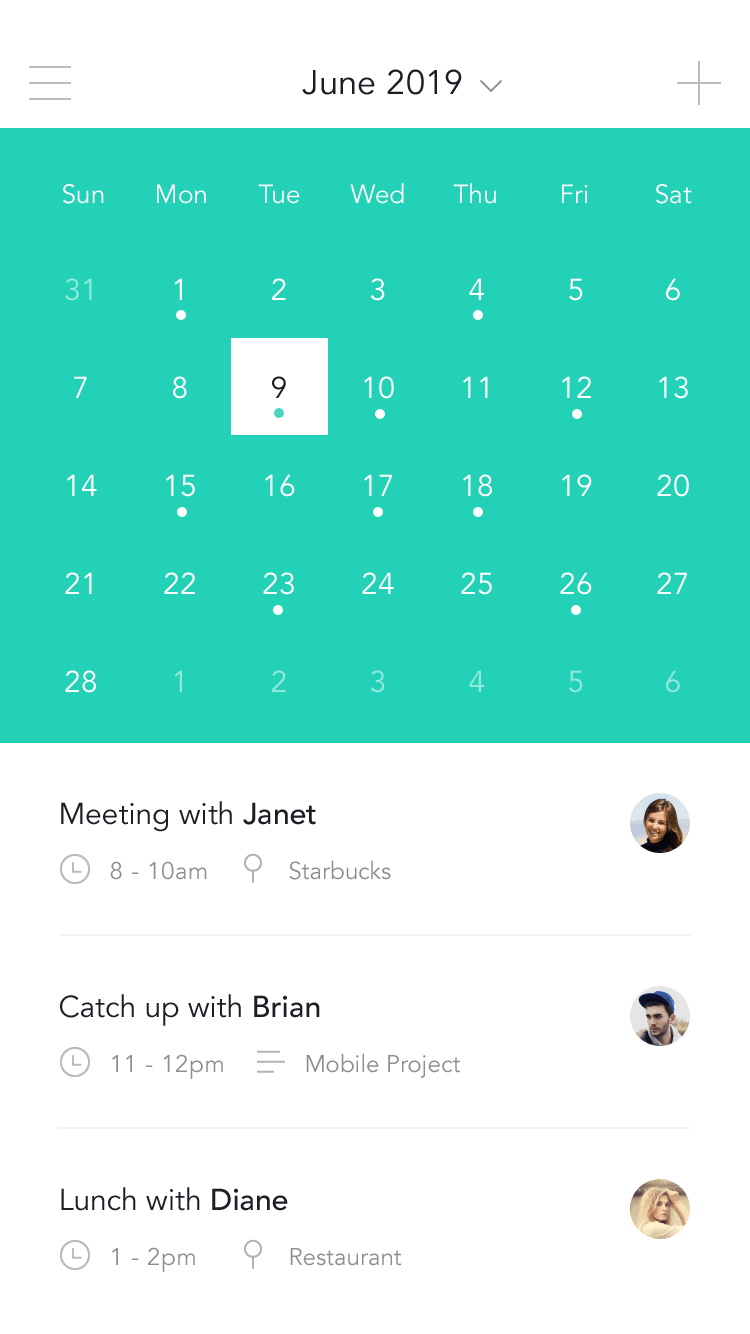 June 2019
Sun Mon Tue Wed Thu Fri Sat
31 1 2 3 4 5 6
7 8 9 10 11 12 13
14 15 16 17 18 19 20
21 22 23 24 25 26 27
28 1 2 3 4 5 6
Meeting with Janet
8 - 10am Starbucks
Catch up with Brian
11 - 12pm Mobile Project
Lunch with Diane
1 - 2pm Restaurant